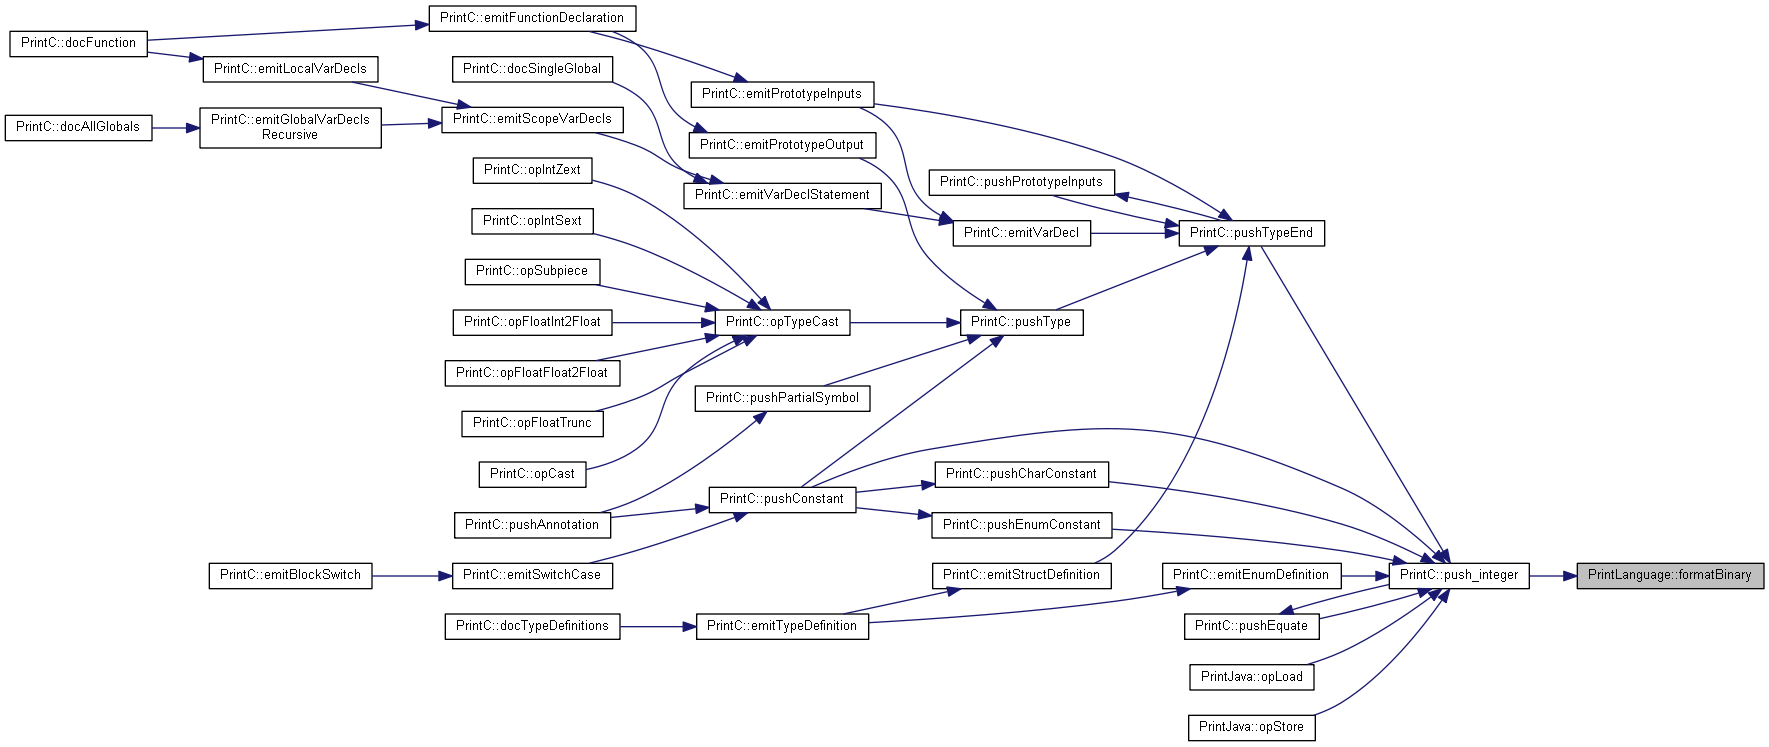 PrintC::docFunction
PrintC::docAllGlobals
PrintC::emitLocalVarDecls
PrintC::emitGlobalVarDecls
Recursive
PrintC::emitBlockSwitch
PrintC::emitFunctionDeclaration
PrintC::docSingleGlobal
PrintC::emitScopeVarDecls
PrintC::opIntZext
PrintC::opIntSext
PrintC::opSubpiece
PrintC::opFloatInt2Float
PrintC::opFloatFloat2Float
PrintC::opFloatTrunc
PrintC::opCast
PrintC::pushAnnotation
PrintC::emitSwitchCase
PrintC::docTypeDefinitions
PrintC::emitPrototypeInputs
PrintC::emitPrototypeOutput
PrintC::emitVarDeclStatement
PrintC::opTypeCast
PrintC::pushPartialSymbol
PrintC::pushConstant
PrintC::emitTypeDefinition
PrintC::pushPrototypeInputs
PrintC::emitVarDecl
PrintC::pushType
PrintC::pushCharConstant
PrintC::pushEnumConstant
PrintC::emitStructDefinition
PrintC::pushTypeEnd
PrintC::emitEnumDefinition
PrintC::pushEquate
PrintJava::opLoad
PrintJava::opStore
PrintC::push_integer
PrintLanguage::formatBinary